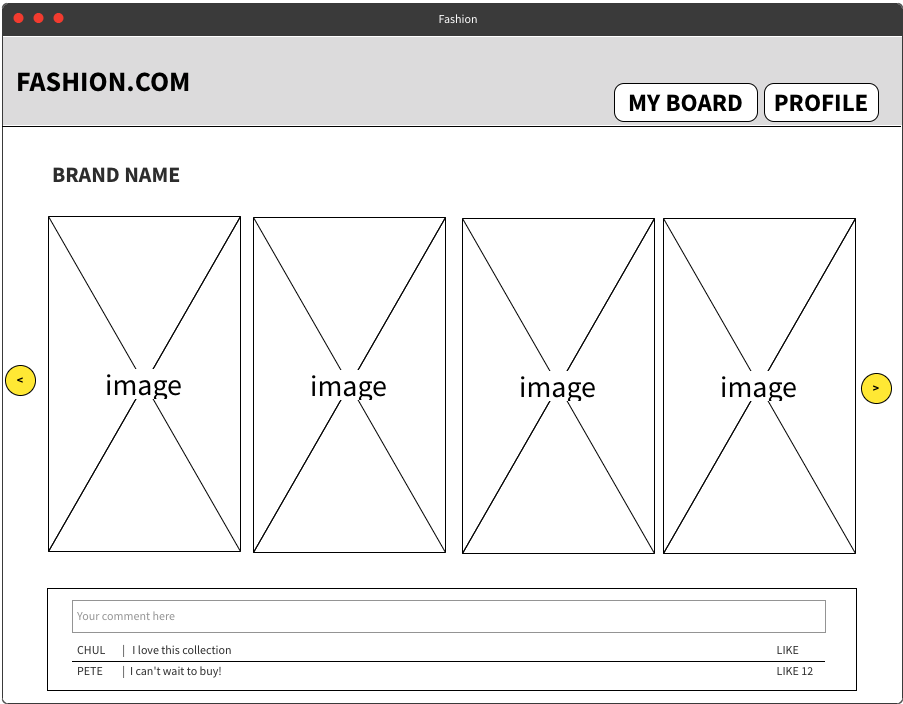 Fashion
FASHION.COM
MY BOARD PROFILE
BRAND NAME
image image image image
< >
Your comment here
CHUL | I love this collection LIKE
PETE | I can't wait to buy! LIKE 12